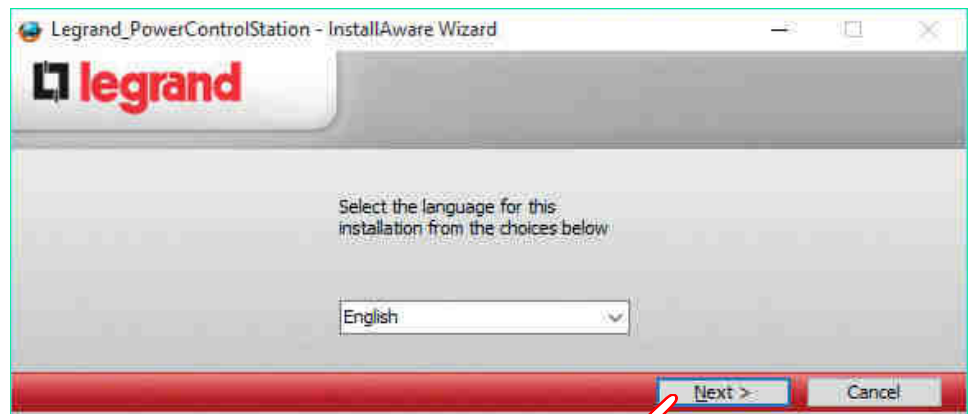 Legrand_PowerControlStation - InstallAware Wizard
legrand
Select the language for this
installation from the choices below
English
Next >
Cancel